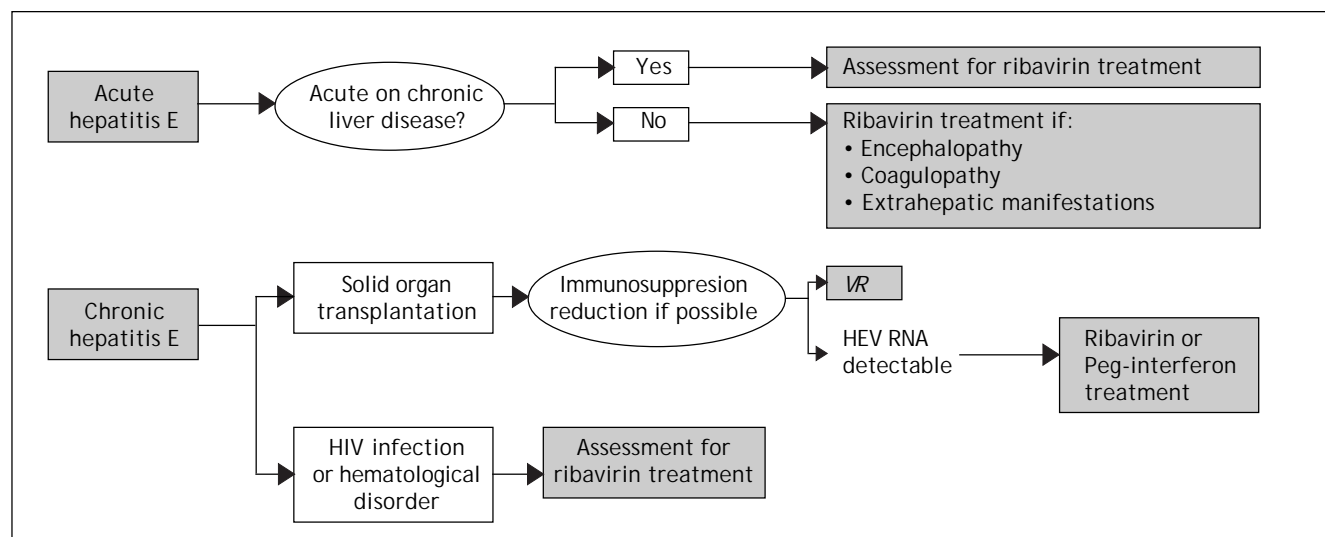 Acute
hepatitis E
Acute on chronic
liver disease?
Yes
Assessment for ribavirin treatment
No
Ribavirin treatment if:
• Encephalopathy
• Coagulopathy
• Extrahepatic manifestations
Chronic
hepatitis E
Solid organ
transplantation
Immunosuppresion
reduction if possible
VR
HEV RNA
detectable
Ribavirin or
Peg-interferon
treatment
HIV infection
or hematological
disorder
Assessment for
ribavirin treatment